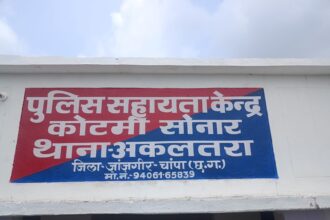 पुलिस सहायता केन्द्र
कोटमी सोनार
थाना-अकलतरा
जिला-जांजगीर-चाम्पा (छ.ग.)
मो.नं.-94061-65839